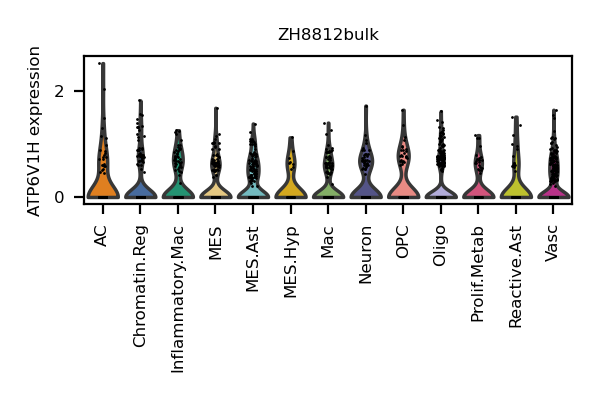 ZH8812bulk
ATP6V1H expression
2
0
AC
Chromatin.Reg
Inflammatory.Mac
MES
MES.Ast
MES.Hyp
Mac
Neuron
OPC
Oligo
Prolif.Metab
Reactive.Ast
Vasc